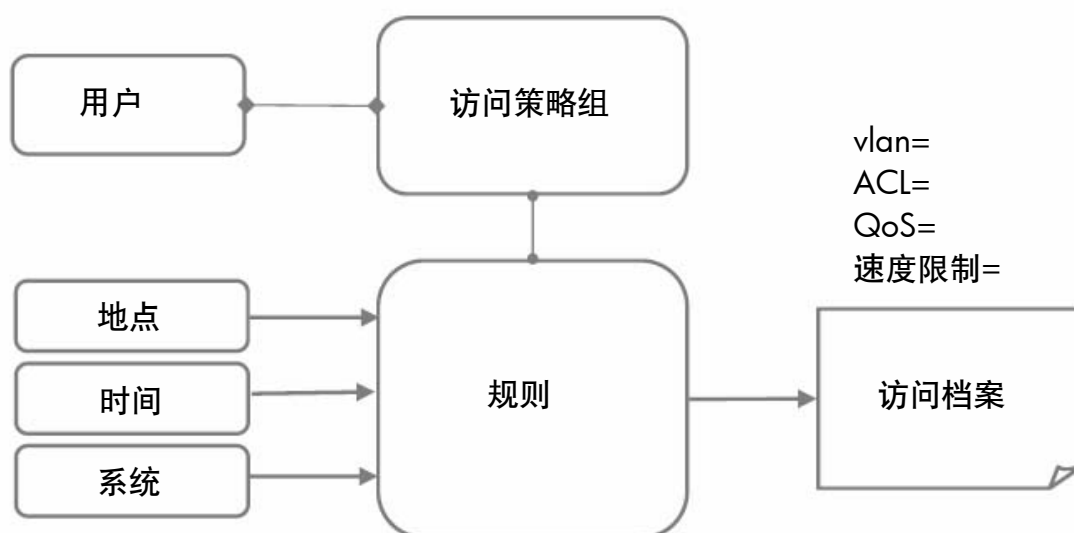 用户
访问策略组
vlan=
ACL=
QoS=
速度限制=
地点
时间
系统
规则
访问档案